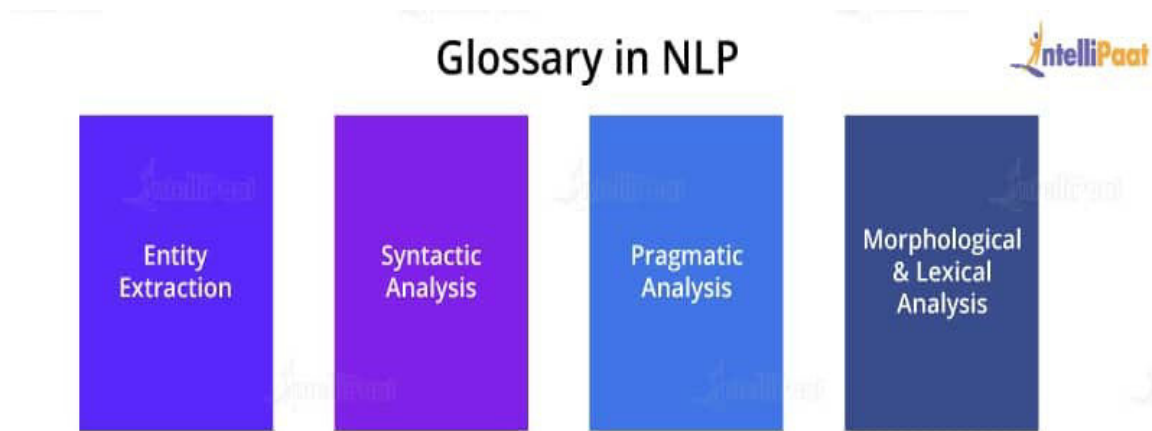 Glossary in NLP
IntelliPaat
Entity
Extraction
Syntactic
Analysis
Pragmatic
Analysis
Morphological
& Lexical
Analysis